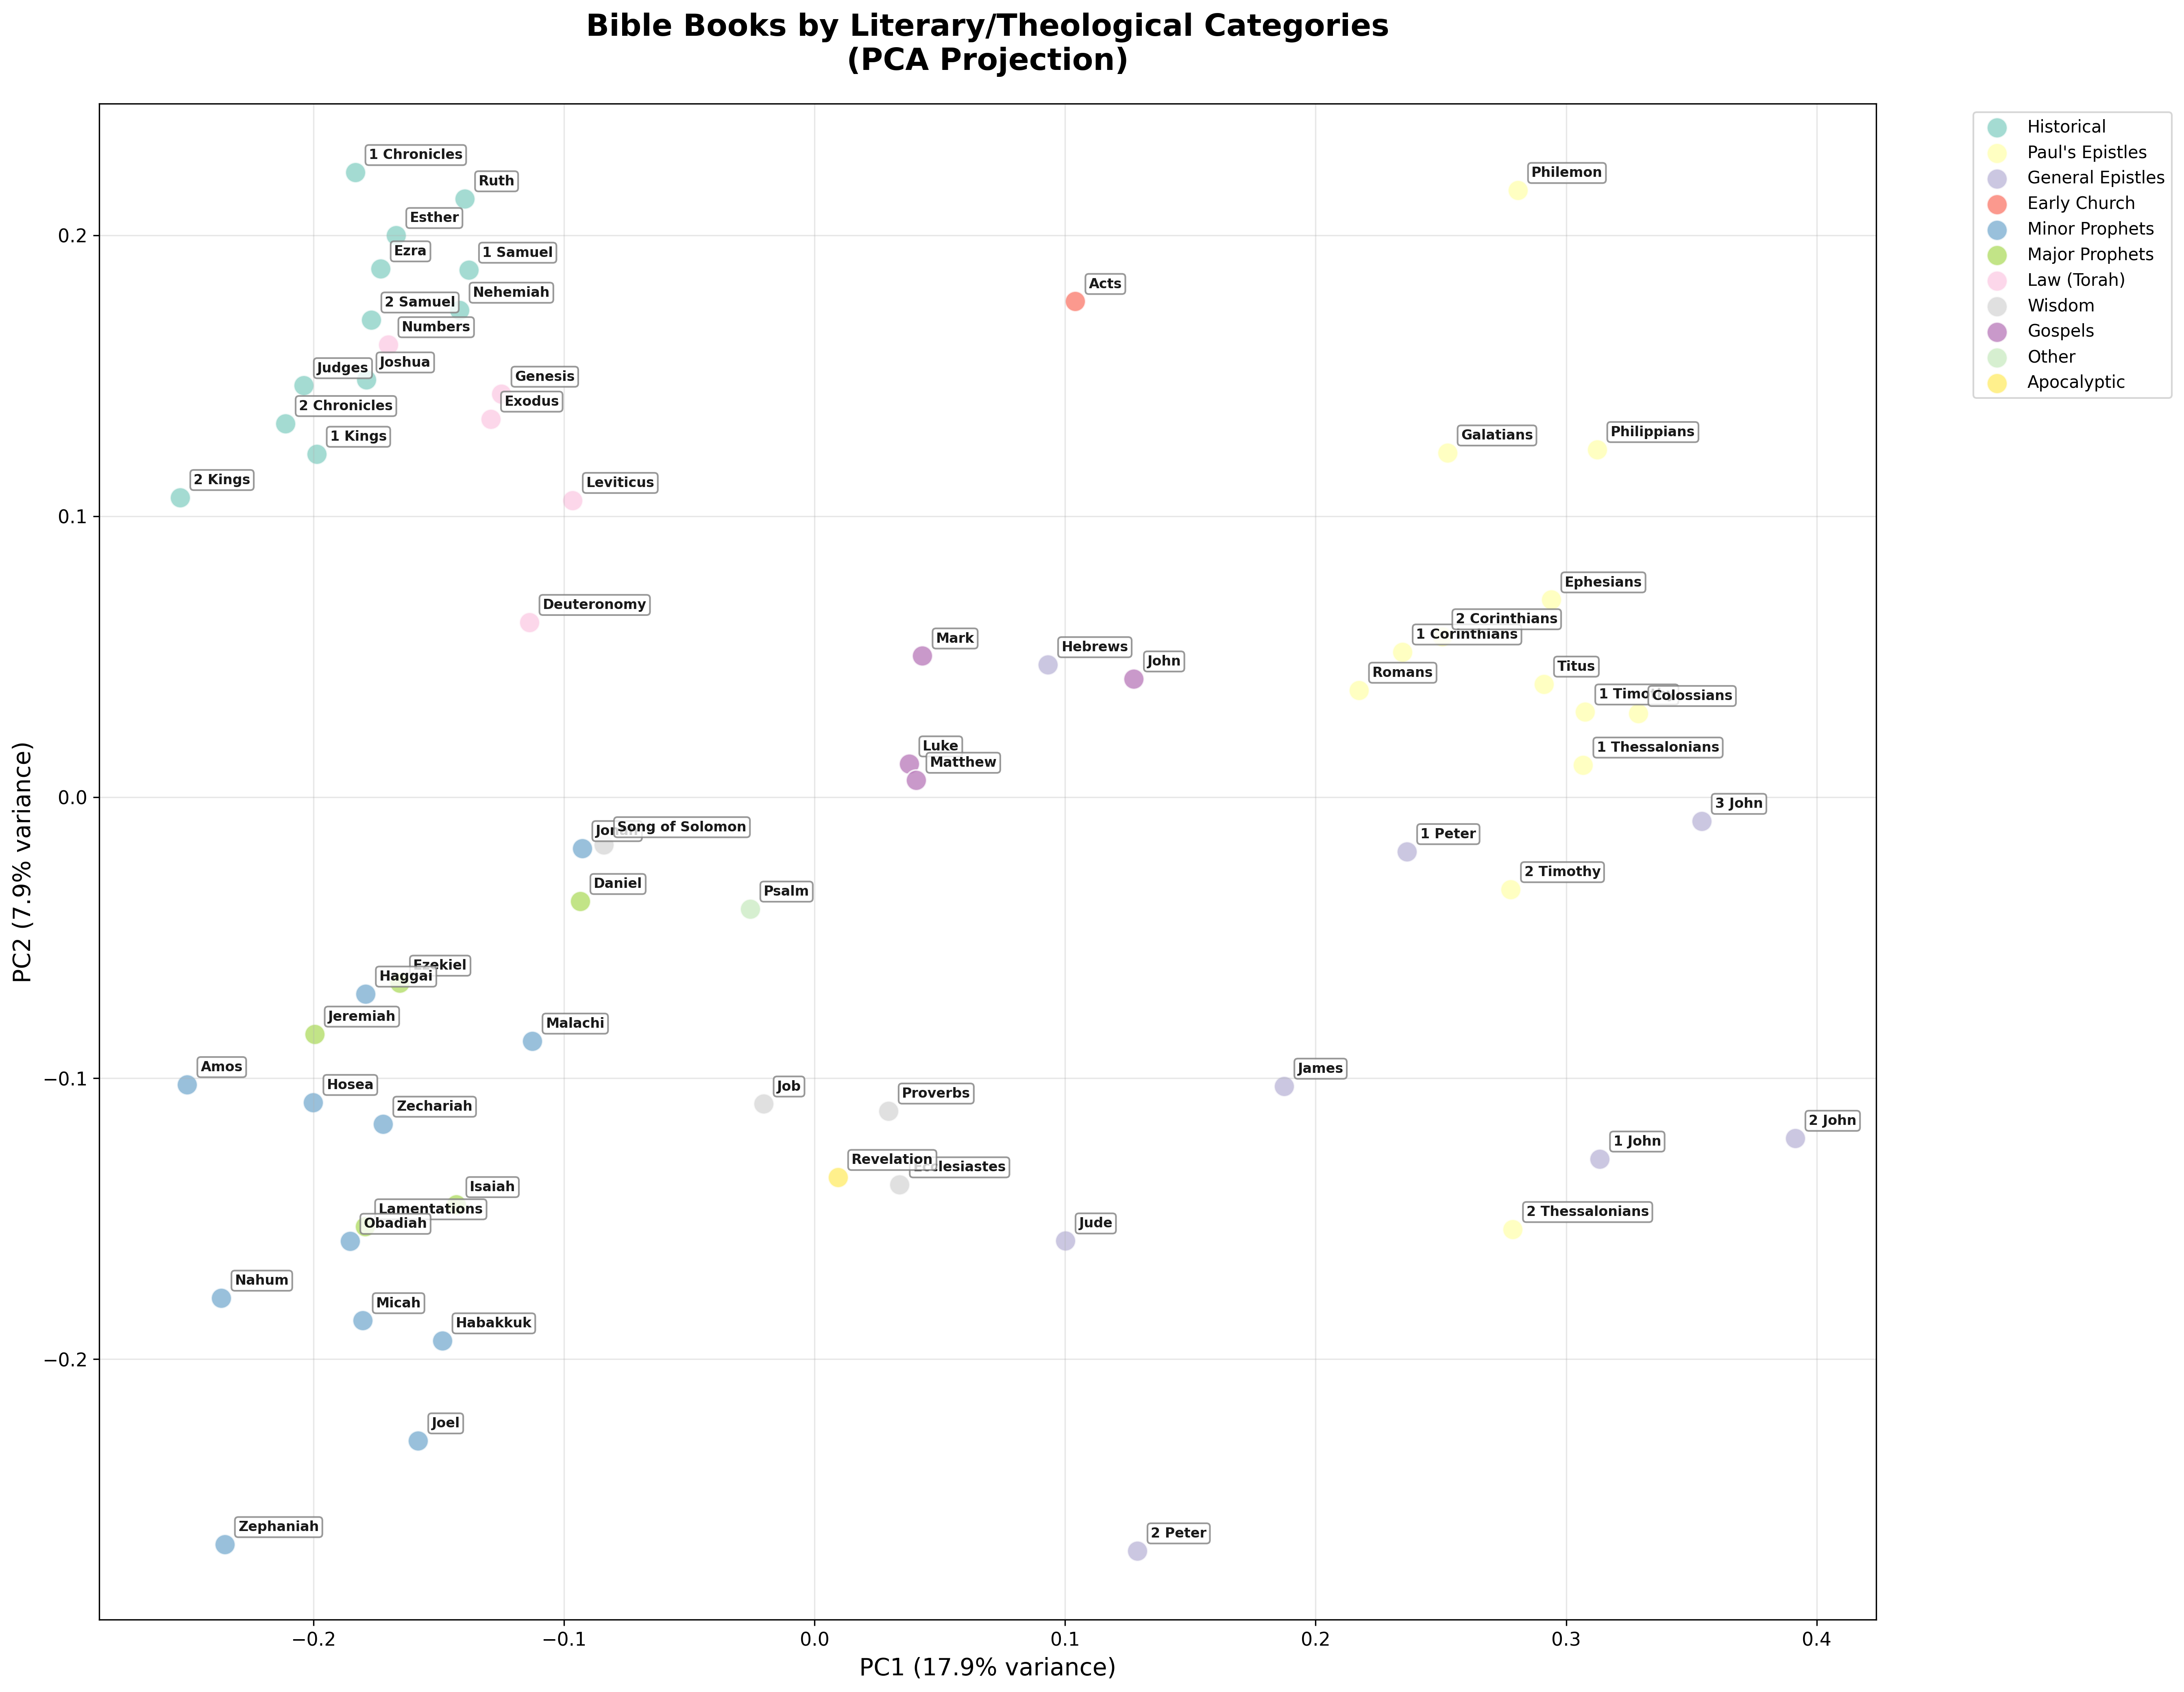 Bible Books by Literary/Theological Categories
(PCA Projection)
Historical
Paul's Epistles
General Epistles
Early Church
Minor Prophets
Major Prophets
Law (Torah)
Wisdom
Gospels
Other
Apocalyptic
1 Chronicles
Ruth
Philemon
Esther
Ezra
1 Samuel
Acts
Nehemiah
2 Samuel
Numbers
Joshua
Judges
Genesis
Exodus
2 Chronicles
1 Kings
Galatians
Philippians
2 Kings
Leviticus
Deuteronomy
Ephesians
2 Corinthians
1 Corinthians
Mark
Hebrews
John
Romans
Titus
1 Timo
Colossians
Luke
Matthew
1 Thessalonians
3 John
Song of Solomon
1 Peter
2 Timothy
Daniel
Psalm
Ezekiel
Haggai
Jeremiah
Malachi
Amos
Hosea
Zechariah
Job
Proverbs
James
2 John
1 John
Revelation
Ecclesiastes
Isaiah
Lamentations
Obadiah
Jude
2 Thessalonians
Nahum
Micah
Habakkuk
Joel
Zephaniah
2 Peter
0.2
0.1
0.0
−0.1
−0.2
−0.2
−0.1
0.0
0.1
0.2
0.3
0.4
PC1 (17.9% variance)
PC2 (7.9% variance)